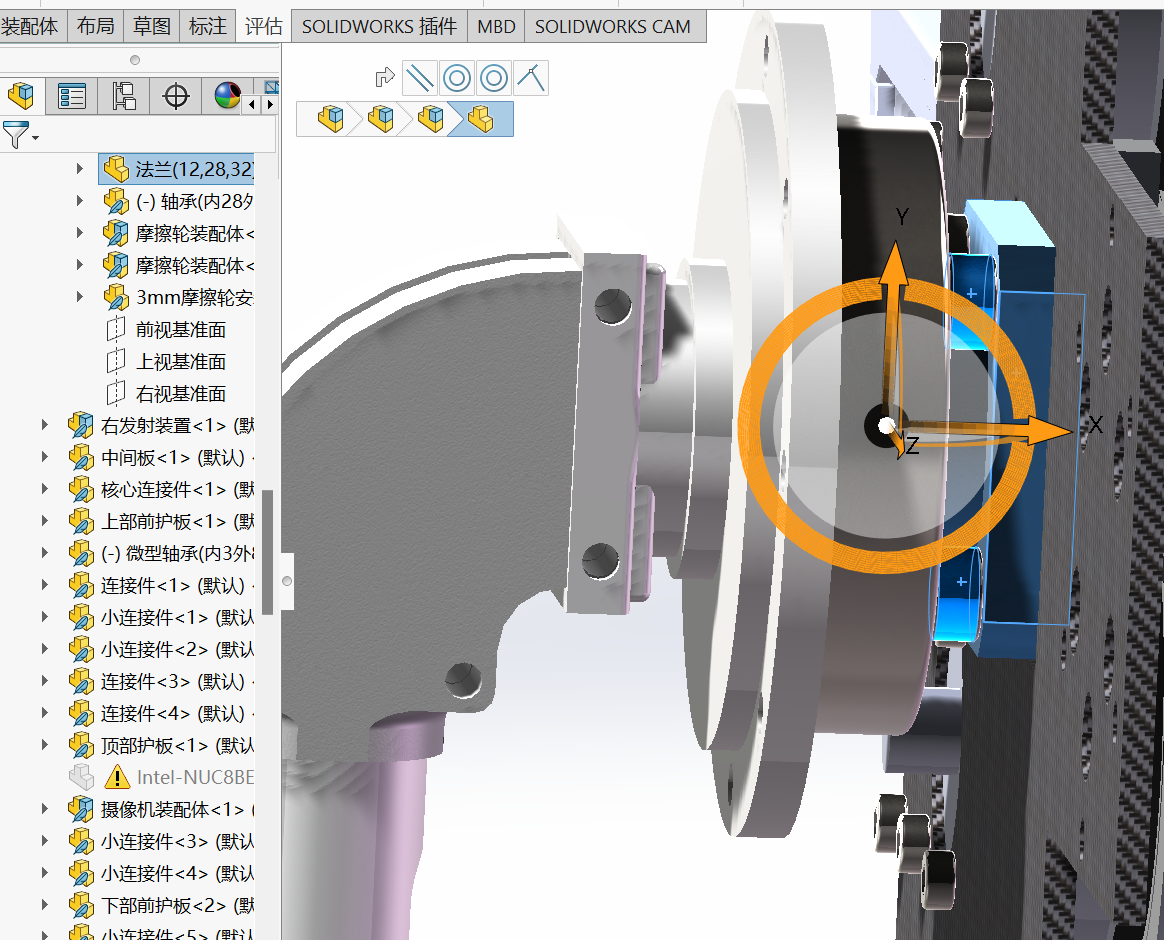 装配体 布局 草图 标注 评估 SOLIDWORKS 插件 MBD SOLIDWORKS CAM
法兰(12,28,32)
(-) 轴承(内28外
摩擦轮装配体<
摩擦轮装配体<
3mm摩擦轮安
前视基准面
上视基准面
右视基准面
右发射装置<1> (默
中间板<1> (默认)
核心连接件<1> (默
上部前护板<1> (默
(-) 微型轴承(内3外8
连接件<1> (默认)
小连接件<1> (默认
小连接件<2> (默认
连接件<3> (默认)
连接件<4> (默认)
顶部护板<1> (默认
Intel-NUC8BE
摄像机装配体<1> (
小连接件<3> (默认
小连接件<4> (默认
下部前护板<2> (默
小连接件<5> (默认
Y
X
Z